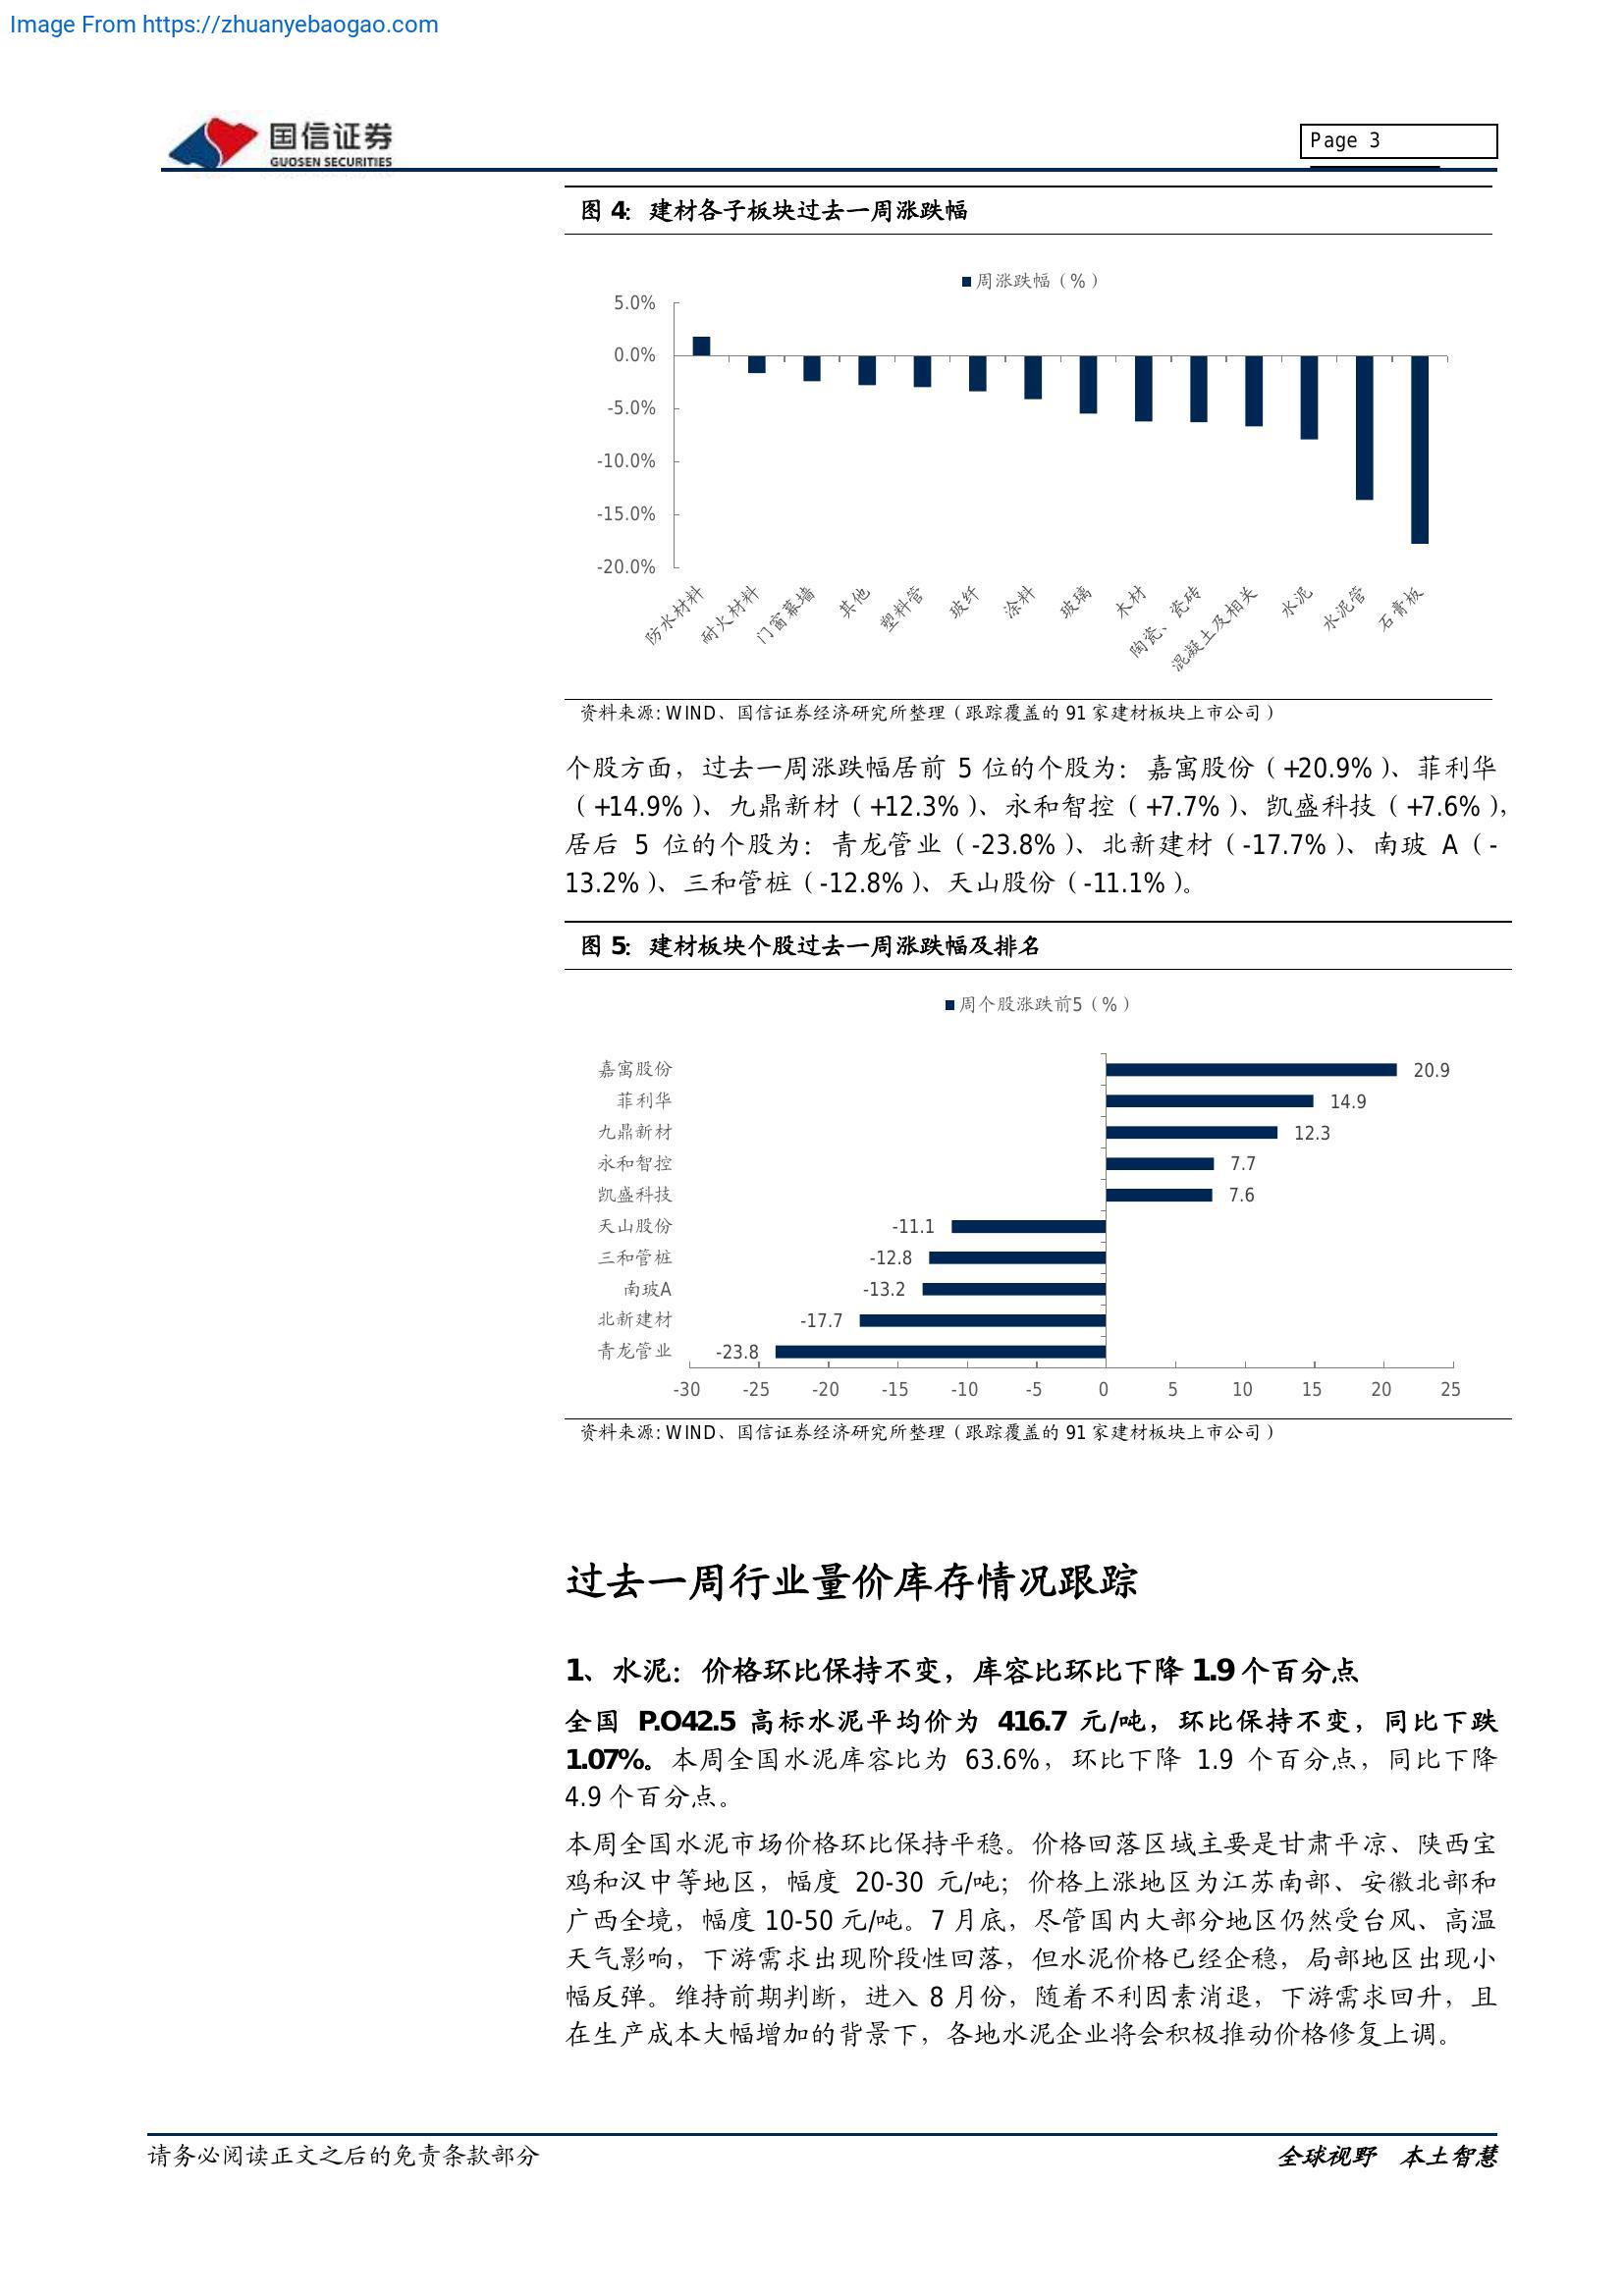 Image From https://zhuanyebaogao.com
国信证券
GUOSEN SECURITIES
Page 3
图 4: 建材各子板块过去一周涨跌幅
周涨跌幅（%）
5.0%
0.0%
-5.0%
-10.0%
-15.0%
-20.0%
防水材料
耐火材料
门窗幕墙
其他
塑料管
玻纤
涂料
玻璃
木材
陶瓷、瓷砖
混凝土及相关
水泥
水泥管
石膏板
资料来源: WIND、国信证券经济研究所整理（跟踪覆盖的 91 家建材板块上市公司）
个股方面，过去一周涨跌幅居前 5 位的个股为：嘉寓股份（+20.9%）、菲利华
（+14.9%）、九鼎新材（+12.3%）、永和智控（+7.7%）、凯盛科技（+7.6%），
居后 5 位的个股为：青龙管业（-23.8%）、北新建材（-17.7%）、南玻 A（-
13.2%）、三和管桩（-12.8%）、天山股份（-11.1%）。
图 5: 建材板块个股过去一周涨跌幅及排名
周个股涨跌前5（%）
嘉寓股份 20.9
菲利华 14.9
九鼎新材 12.3
永和智控 7.7
凯盛科技 7.6
天山股份 -11.1
三和管桩 -12.8
南玻A -13.2
北新建材 -17.7
青龙管业 -23.8
-30 -25 -20 -15 -10 -5 0 5 10 15 20 25
资料来源: WIND、国信证券经济研究所整理（跟踪覆盖的 91 家建材板块上市公司）
过去一周行业量价库存情况跟踪
1、水泥：价格环比保持不变，库容比环比下降 1.9 个百分点
全国 P.O42.5 高标水泥平均价为 416.7 元/吨，环比保持不变，同比下跌
1.07%。本周全国水泥库容比为 63.6%，环比下降 1.9 个百分点，同比下降
4.9 个百分点。
本周全国水泥市场价格环比保持平稳。价格回落区域主要是甘肃平凉、陕西宝
鸡和汉中等地区，幅度 20-30 元/吨；价格上涨地区为江苏南部、安徽北部和
广西全境，幅度 10-50 元/吨。7 月底，尽管国内大部分地区仍然受台风、高温
天气影响，下游需求出现阶段性回落，但水泥价格已经企稳，局部地区出现小
幅反弹。维持前期判断，进入 8 月份，随着不利因素消退，下游需求回升，且
在生产成本大幅增加的背景下，各地水泥企业将会积极推动价格修复上调。
请务必阅读正文之后的免责条款部分
全球视野 本土智慧